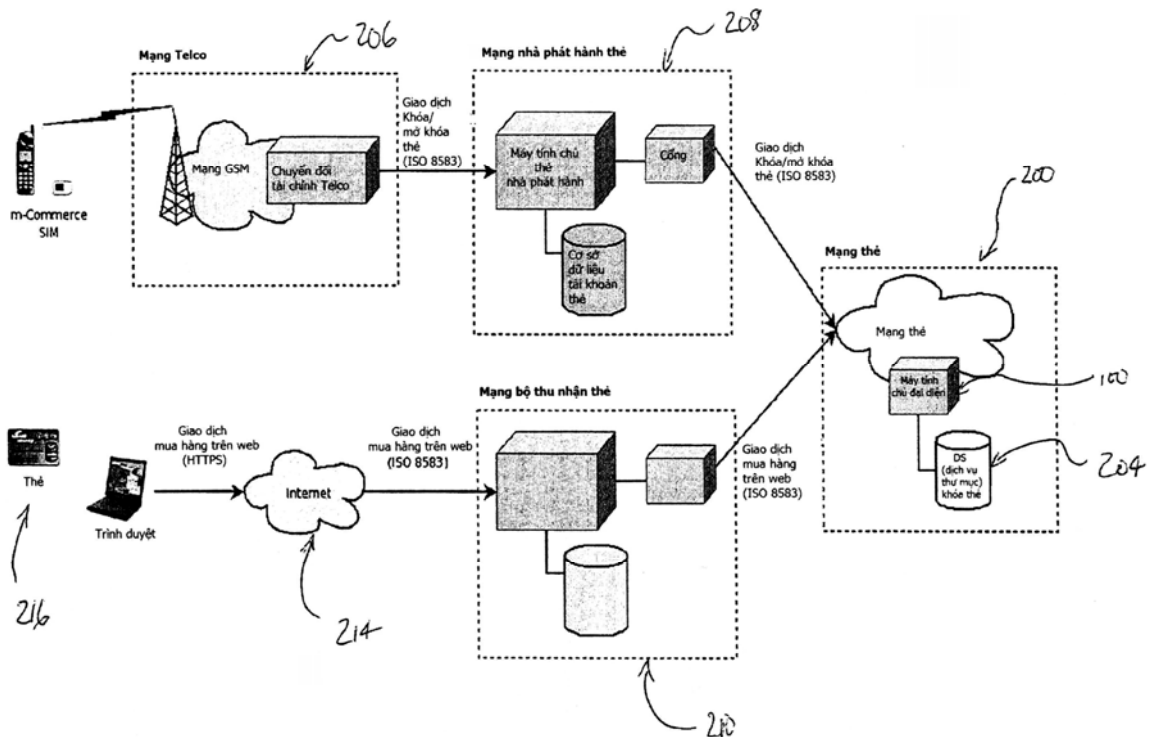 206
208
Mạng Telco
Mạng nhà phát hành thẻ
Giao dịch
Khóa/
mở khóa
thẻ
(ISO 8583)
Mạng GSM
Chuyển đổi
tài chính Telco
Máy tính chủ
thẻ
nhà phát hành
Cổng
Giao dịch
Khóa/mở khóa
thẻ (ISO 8583)
m-Commerce
SIM
Cơ sở
dữ liệu
tài khoản
thẻ
200
Mạng thẻ
Mạng thẻ
Máy tính
chủ đại diện
100
DS
(dịch vụ
thư mục)
khóe thẻ
204
Mạng bộ thu nhận thẻ
Giao dịch
mua hàng trên web
(HTTPS)
Giao dịch
mua hàng trên web
(ISO 8583)
Giao dịch
mua hàng
trên web
(ISO 8583)
Thẻ
Trình duyệt
Internet
216
214
210